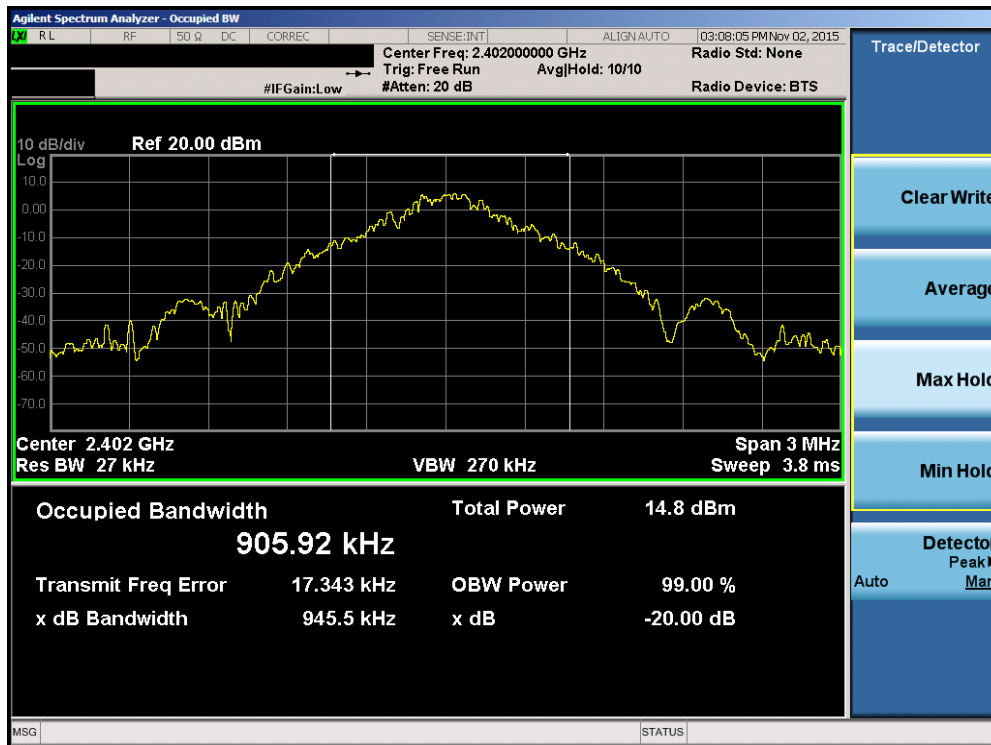 Agilent Spectrum Analyzer - Occupied BW
LXI RL RF 50 Ω DC CORREC SENSE:INT ALIGN AUTO 03:08:05 PM Nov 02, 2015
Center Freq: 2.402000000 GHz Radio Std: None
Trig: Free Run Avg|Hold: 10/10
#IFGain:Low #Atten: 20 dB Radio Device: BTS
10 dB/div Ref 20.00 dBm
Log
10.0
0.00
-10.0
-20.0
-30.0
-40.0
-50.0
-60.0
-70.0
Center 2.402 GHz Span 3 MHz
Res BW 27 kHz VBW 270 kHz Sweep 3.8 ms
Occupied Bandwidth Total Power 14.8 dBm
905.92 kHz
Transmit Freq Error 17.343 kHz OBW Power 99.00 %
x dB Bandwidth 945.5 kHz x dB -20.00 dB
MSG STATUS
Trace/Detector
Clear Write
Average
Max Hold
Min Hold
Detector
Peak
Auto Man